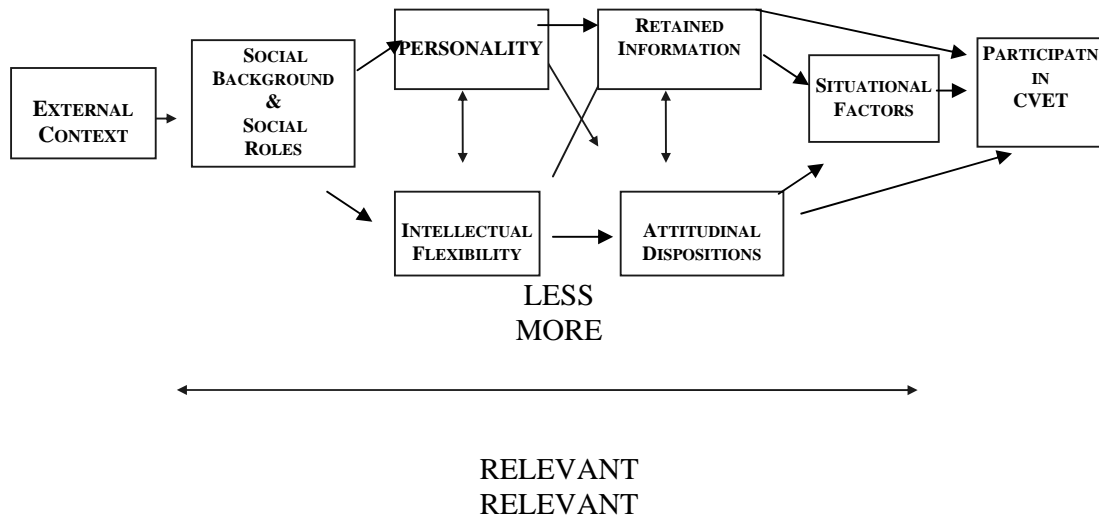 EXTERNAL
CONTEXT
SOCIAL
BACKGROUND
&
SOCIAL
ROLES
PERSONALITY
INTELLECTUAL
FLEXIBILITY
RETAINED
INFORMATION
ATTITUDINAL
DISPOSITIONS
SITUATIONAL
FACTORS
PARTICIPATN
IN
CVET
LESS
MORE
RELEVANT
RELEVANT